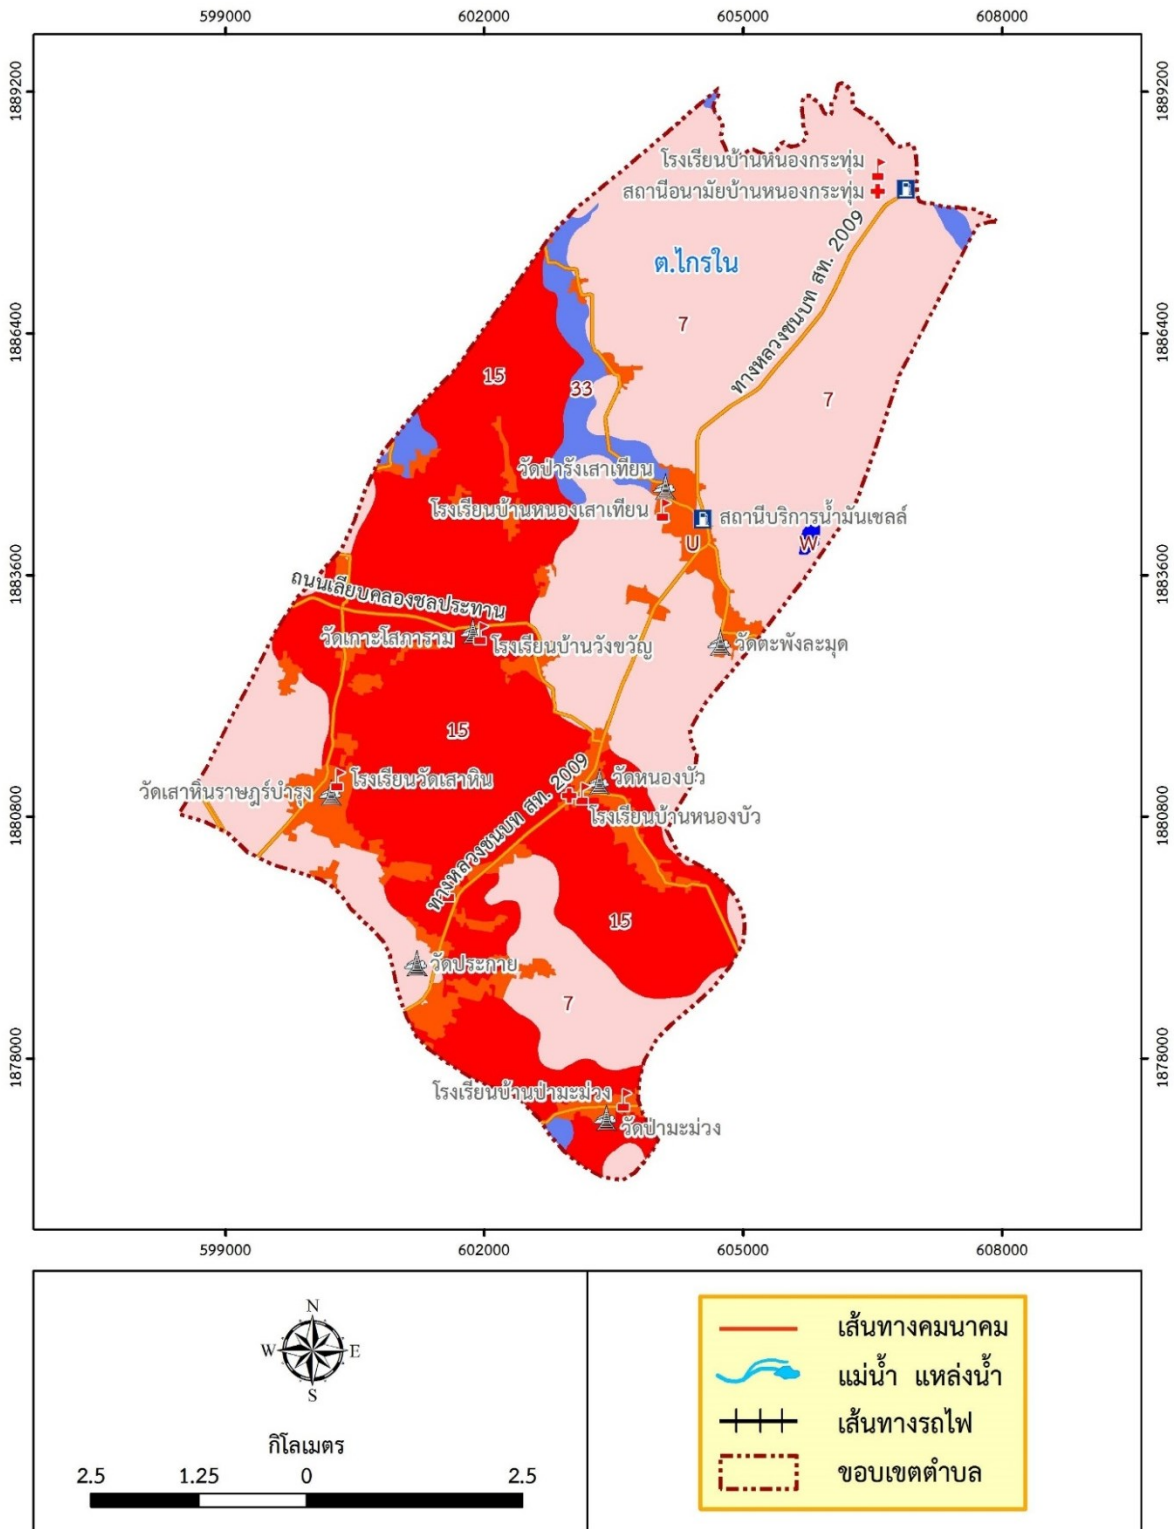 599000 602000 605000 608000
1889200 1889200
โรงเรียนบ้านหนองกระทุ่ม
สถานีอนามัยบ้านหนองกระทุ่ม
ต.ไกรใน
ทางหลวงชนบท สท. 2009
7
1886400 1886400
15
33
7
วัดป่ารังเสาเทียน
โรงเรียนบ้านหนองเสาเทียน
สถานีบริการน้ำมันเชลล์
U
W
1883600 1883600
ถนนเลียบคลองชลประทาน
วัดเกาะโสภาราม
โรงเรียนบ้านวังขวัญ
วัดตะพังละมุด
15
โรงเรียนวัดเสาหิน
วัดหนองบัว
วัดเสาหินราษฎร์บำรุง
โรงเรียนบ้านหนองบัว
1880800 1880800
ทางหลวงชนบท สท. 2009
15
วัดประกาย
7
1878000 1878000
โรงเรียนบ้านป่ามะม่วง
วัดป่ามะม่วง
599000 602000 605000 608000
N
W E
S
กิโลเมตร
2.5 1.25 0 2.5
เส้นทางคมนาคม
แม่น้ำ แหล่งน้ำ
เส้นทางรถไฟ
ขอบเขตตำบล